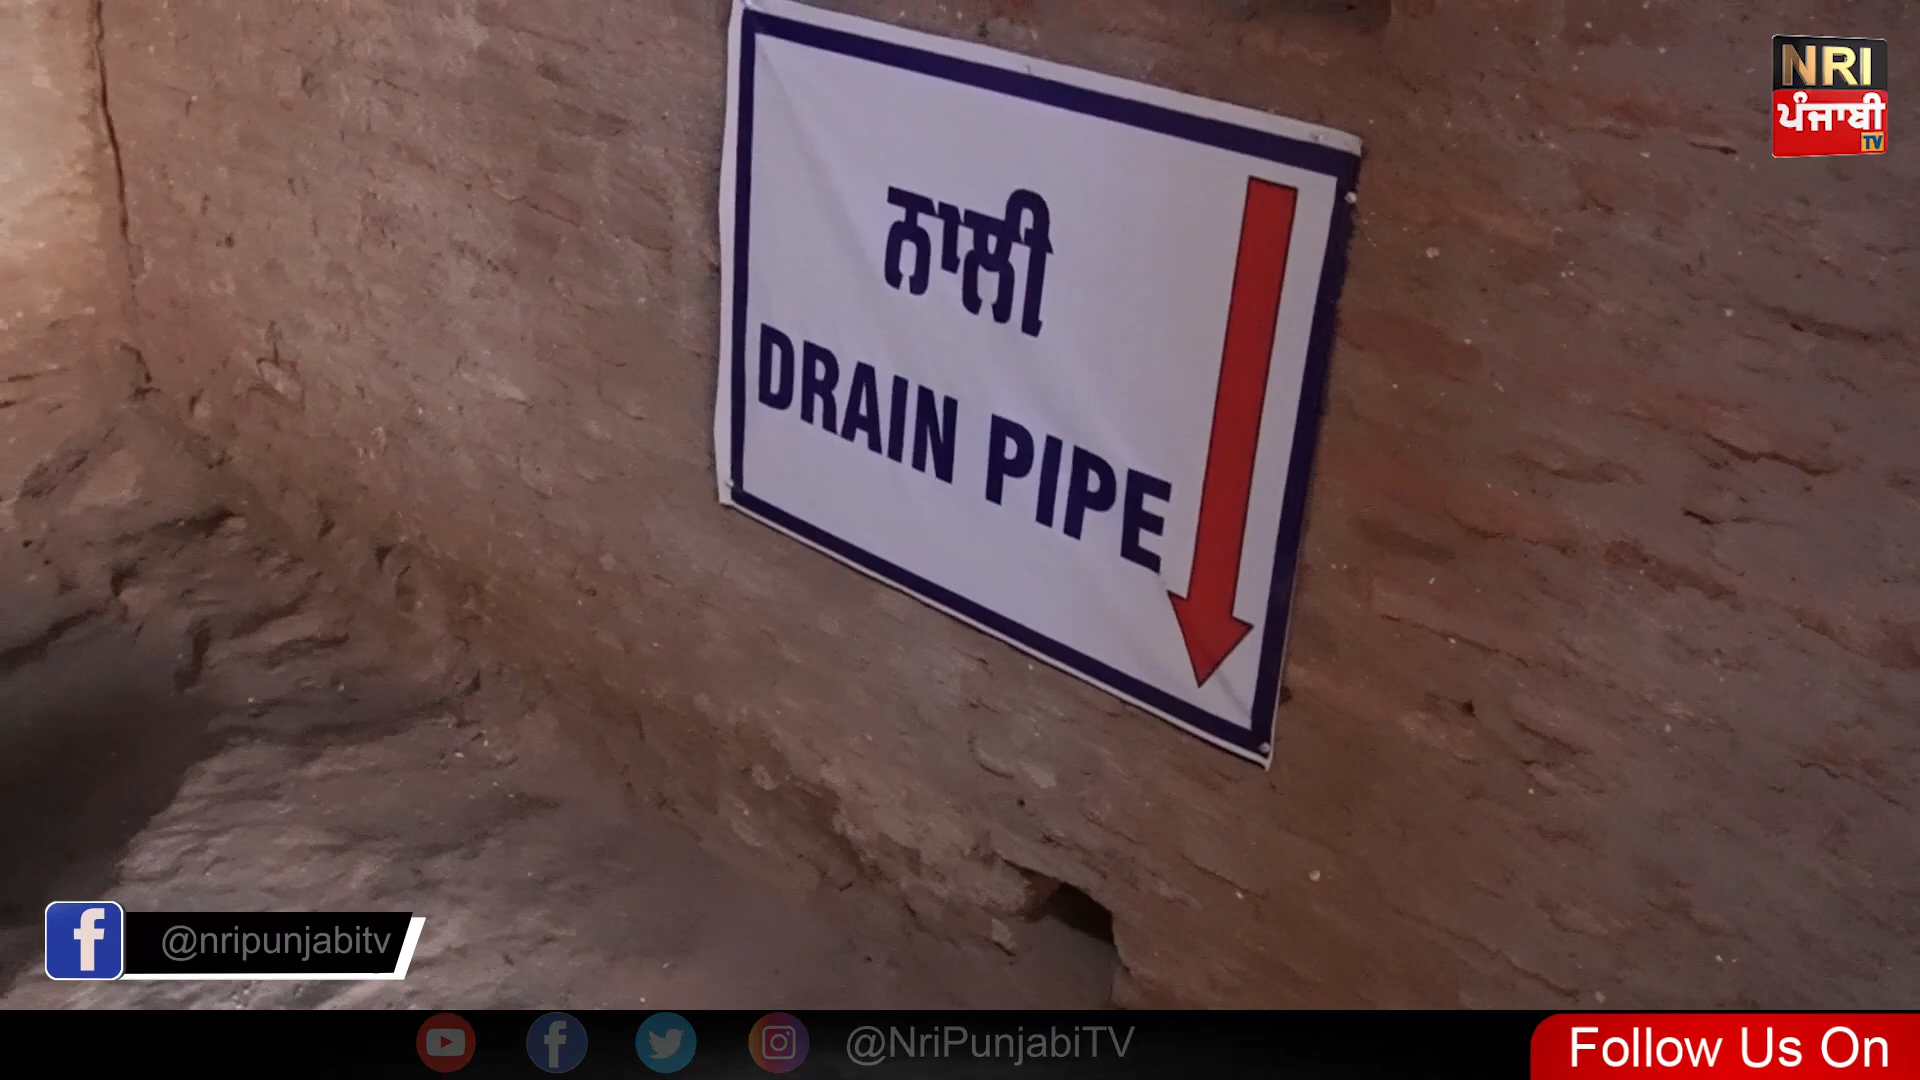 NRI
ਪੰਜਾਬੀ
TV
ਨਾਲੀ
DRAIN PIPE
@nripunjabitv
@NriPunjabiTV
Follow Us On